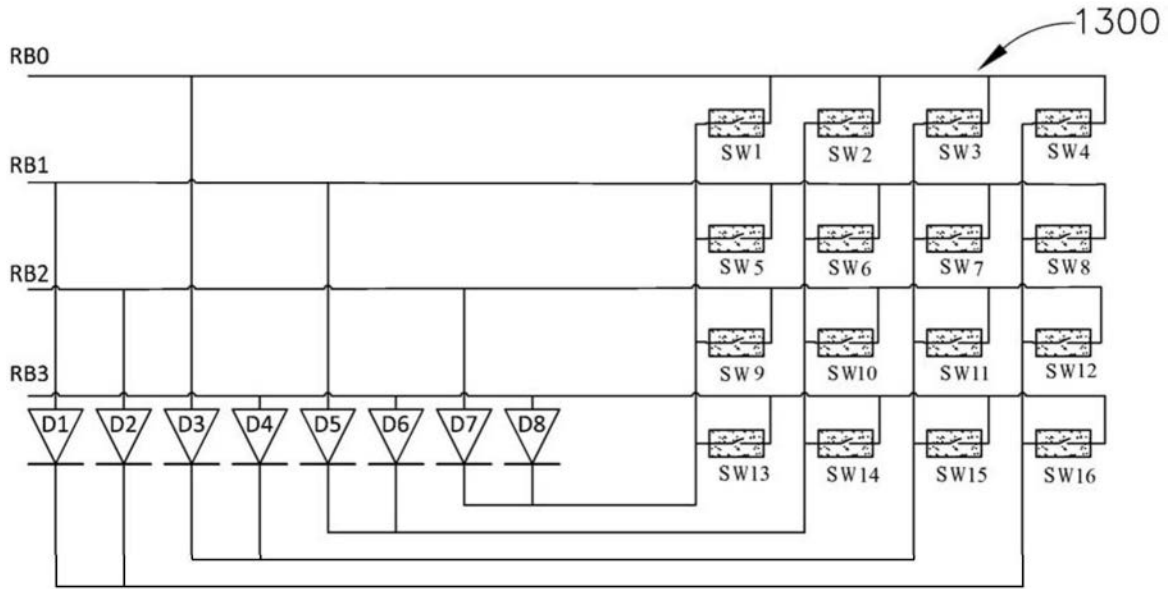 1300
RB0
SW1 SW2 SW3 SW4
RB1
SW5 SW6 SW7 SW8
RB2
SW9 SW10 SW11 SW12
RB3
D1 D2 D3 D4 D5 D6 D7 D8
SW13 SW14 SW15 SW16